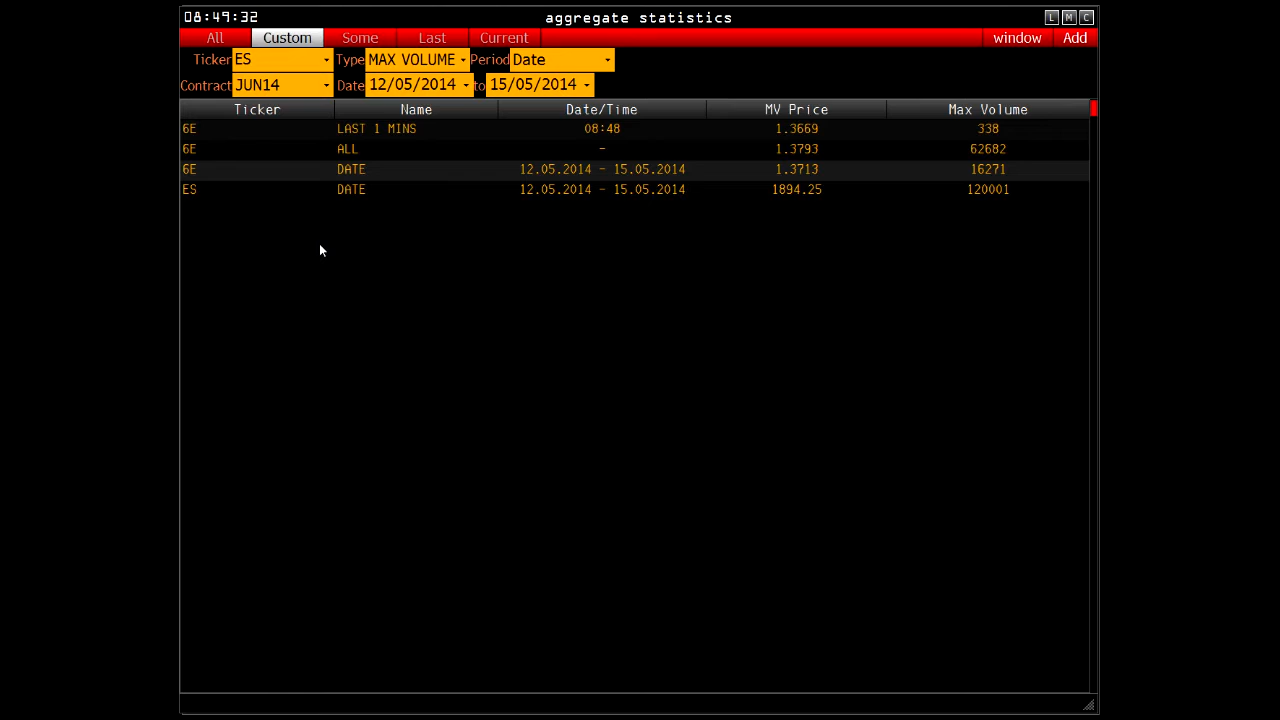 08:49:32 aggregate statistics L M C
All Custom Some Last Current window Add
Ticker ES Type MAX VOLUME Period Date
Contract JUN14 Date 12/05/2014 to 15/05/2014
Ticker Name Date/Time MV Price Max Volume
6E LAST 1 MINS 08:48 1.3669 338
6E ALL - 1.3793 62682
6E DATE 12.05.2014 - 15.05.2014 1.3713 16271
ES DATE 12.05.2014 - 15.05.2014 1894.25 120001